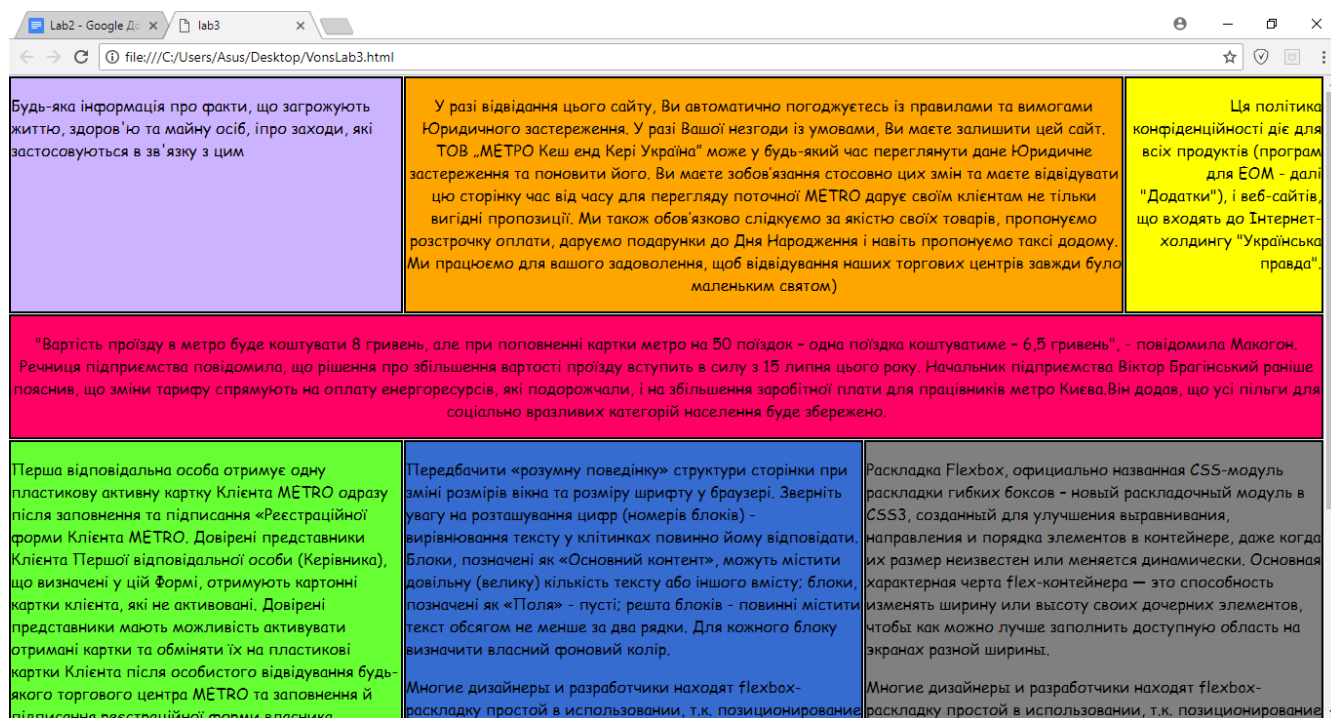 Lab2 - Google До
lab3
file:///C:/Users/Asus/Desktop/VonsLab3.html
Будь-яка інформація про факти, що загрожують
життю, здоров'ю та майну осіб, іпро заходи, які
застосовуються в зв'язку з цим
У разі відвідання цього сайту, Ви автоматично погоджуєтесь із правилами та вимогами
Юридичного застереження. У разі Вашої незгоди із умовами, Ви маєте залишити цей сайт.
ТОВ „МЕТРО Кеш енд Кері Україна" може у будь-який час переглянути дане Юридичне
застереження та поновити його. Ви маєте зобов'язання стосовно цих змін та маєте відвідувати
цю сторінку час від часу для перегляду поточної METRO дарує своїм клієнтам не тільки
вигідні пропозиції. Ми також обов'язково слідкуємо за якістю своїх товарів, пропонуємо
розстрочку оплати, даруємо подарунки до Дня Народження і навіть пропонуємо таксі додому.
Ми працюємо для вашого задоволення, щоб відвідування наших торгових центрів завжди було
маленьким святом)
Ця політика
конфіденційності діє для
всіх продуктів (програм
для ЕОМ - далі
"Додатки"), і веб-сайтів,
що входять до Інтернет-
холдингу "Українська
правда".
"Вартість проїзду в метро буде коштувати 8 гривень, але при поповненні картки метро на 50 поїздок – одна поїздка коштуватиме – 6,5 гривень", - повідомила Макогон.
Речниця підприємства повідомила, що рішення про збільшення вартості проїзду вступить в силу з 15 липня цього року. Начальник підприємства Віктор Брагінський раніше
пояснив, що зміни тарифу спрямують на оплату енергоресурсів, які подорожчали, і на збільшення заробітної плати для працівників метро Києва.Він додав, що усі пільги для
соціально вразливих категорій населення буде збережено.
Перша відповідальна особа отримує одну
пластикову активну картку Клієнта METRO одразу
після заповнення та підписання «Реєстраційної
форми Клієнта METRO. Довірені представники
Клієнта Першої відповідальної особи (Керівника),
що визначені у цій Формі, отримують картонні
картки клієнта, які не активовані. Довірені
представники мають можливість активувати
отримані картки та обміняти їх на пластикові
картки Клієнта після особистого відвідування будь-
якого торгового центра METRO та заповнення й
підписання реєстраційної форми власника
Передбачити «розумну поведінку» структури сторінки при
зміні розмірів вікна та розміру шрифту у браузері. Зверніть
увагу на розташування цифр (номерів блоків) -
вирівнювання тексту у клітинках повинно йому відповідати.
Блоки, позначені як «Основний контент», можуть містити
довільну (велику) кількість тексту або іншого вмісту; блоки,
позначені як «Поля» - пусті; решта блоків - повинні містити
текст обсягом не менше за два рядки. Для кожного блоку
визначити власний фоновий колір.
Многие дизайнеры и разработчики находят flexbox-
раскладку простой в использовании, т.к. позиционирование
Раскладка Flexbox, официально названная CSS-модуль
раскладки гибких боксов – новый раскладочный модуль в
CSS3, созданный для улучшения выравнивания,
направления и порядка элементов в контейнере, даже когда
их размер неизвестен или меняется динамически. Основная
характерная черта flex-контейнера — это способность
изменять ширину или высоту своих дочерних элементов,
чтобы как можно лучше заполнить доступную область на
экранах разной ширины.
Многие дизайнеры и разработчики находят flexbox-
раскладку простой в использовании, т.к. позиционирование